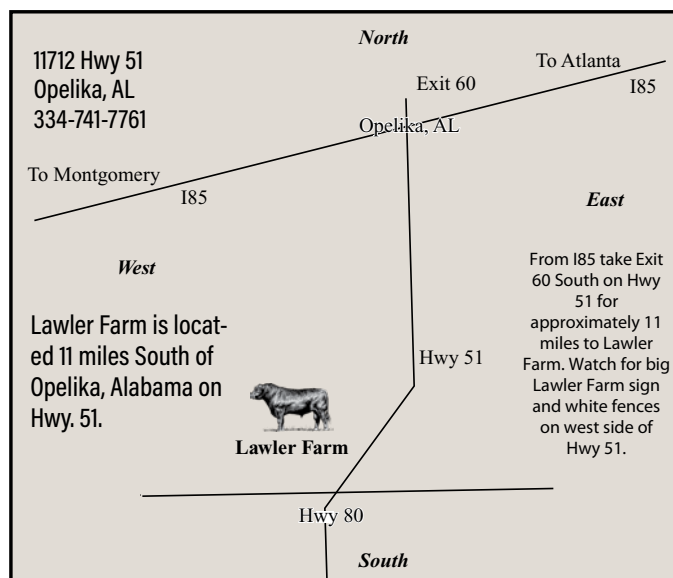 North
11712 Hwy 51
Opelika, AL
334-741-7761
To Atlanta
Exit 60
I85
Opelika, AL
To Montgomery
I85
East
West
From I85 take Exit
60 South on Hwy
51 for
approximately 11
miles to Lawler
Farm. Watch for big
Lawler Farm sign
and white fences
on west side of
Hwy 51.
Lawler Farm is locat-
ed 11 miles South of
Opelika, Alabama on
Hwy. 51.
Hwy 51
Lawler Farm
Hwy 80
South